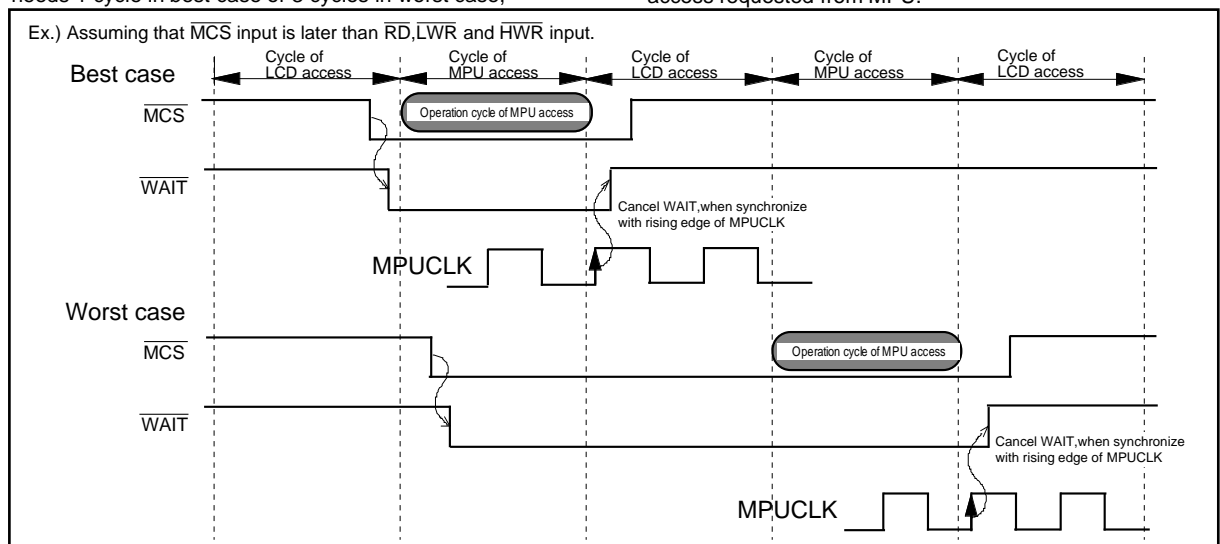 needs 1 cycle in best case or 3 cycles in worst case, access requested from MPU.
Ex.) Assuming that MCS input is later than RD,LWR and HWR input.
Cycle of LCD access
Cycle of MPU access
Cycle of LCD access
Cycle of MPU access
Cycle of LCD access
Best case
MCS
Operation cycle of MPU access
WAIT
Cancel WAIT,when synchronize
with rising edge of MPUCLK
MPUCLK
Worst case
MCS
Operation cycle of MPU access
WAIT
Cancel WAIT,when synchronize
with rising edge of MPUCLK
MPUCLK